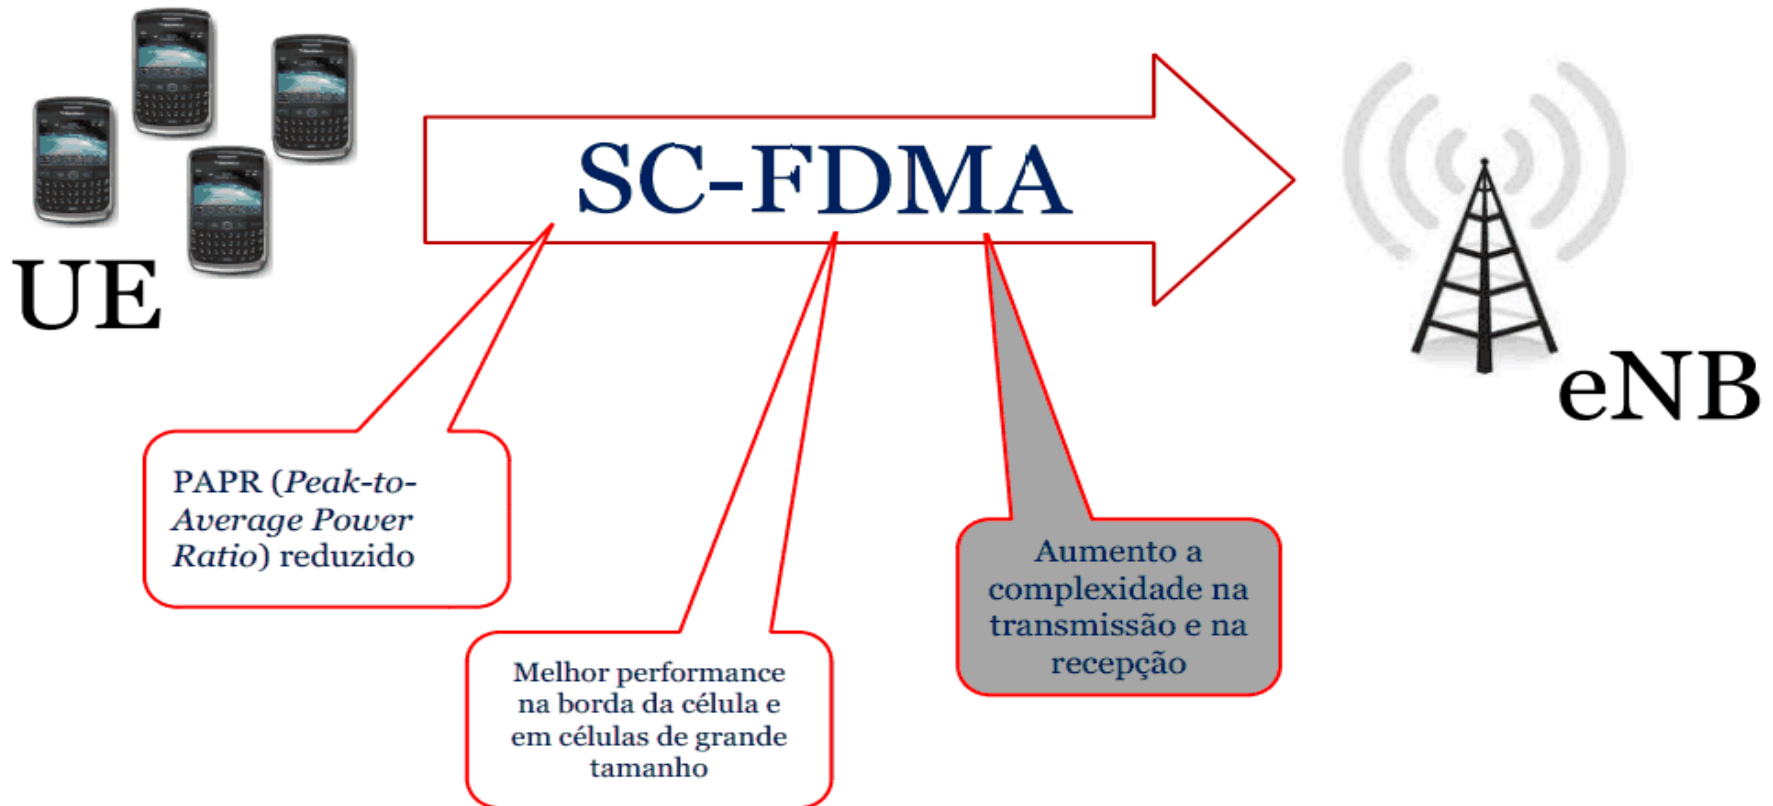 SC-FDMA
UE
eNB
PAPR (Peak-to-
Average Power
Ratio) reduzido
Melhor performance
na borda da célula e
em células de grande
tamanho
Aumento a
complexidade na
transmissão e na
recepção